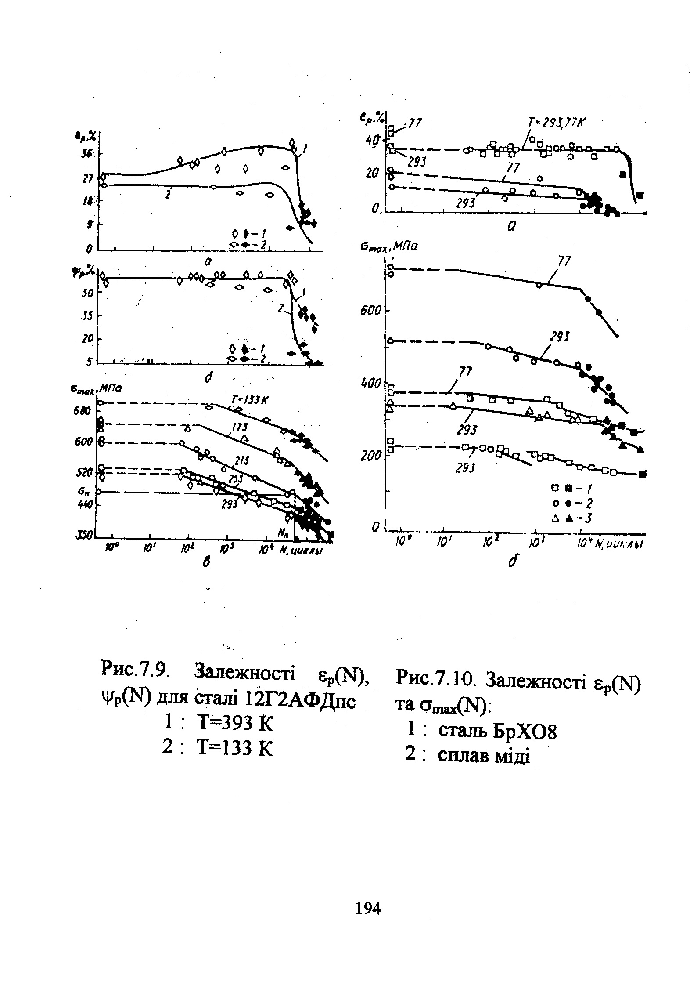 εp,%
36
27
18
9
0
1
2
1
2
а
ψp,%
50
35
20
5
1
2
1
2
б
σmax,МПа
680
600
520
σп
440
350
T=133K
173
213
253
293
Nп
10⁰ 10¹ 10² 10³ 10⁴ N,циклы
в
εp,%
40
20
0
77
T=293,77K
293
77
293
а
σmax,МПа
600
400
200
0
77
293
77
293
293
1
2
3
10⁰ 10¹ 10² 10³ 10⁴ N,циклы
б
Рис.7.9. Залежності εp(N),
ψp(N) для сталі 12Г2АФДпс
1 : T=393 K
2 : T=133 K
Рис.7.10. Залежності εp(N)
та σmax(N):
1 : сталь БрХО8
2 : сплав міді
194